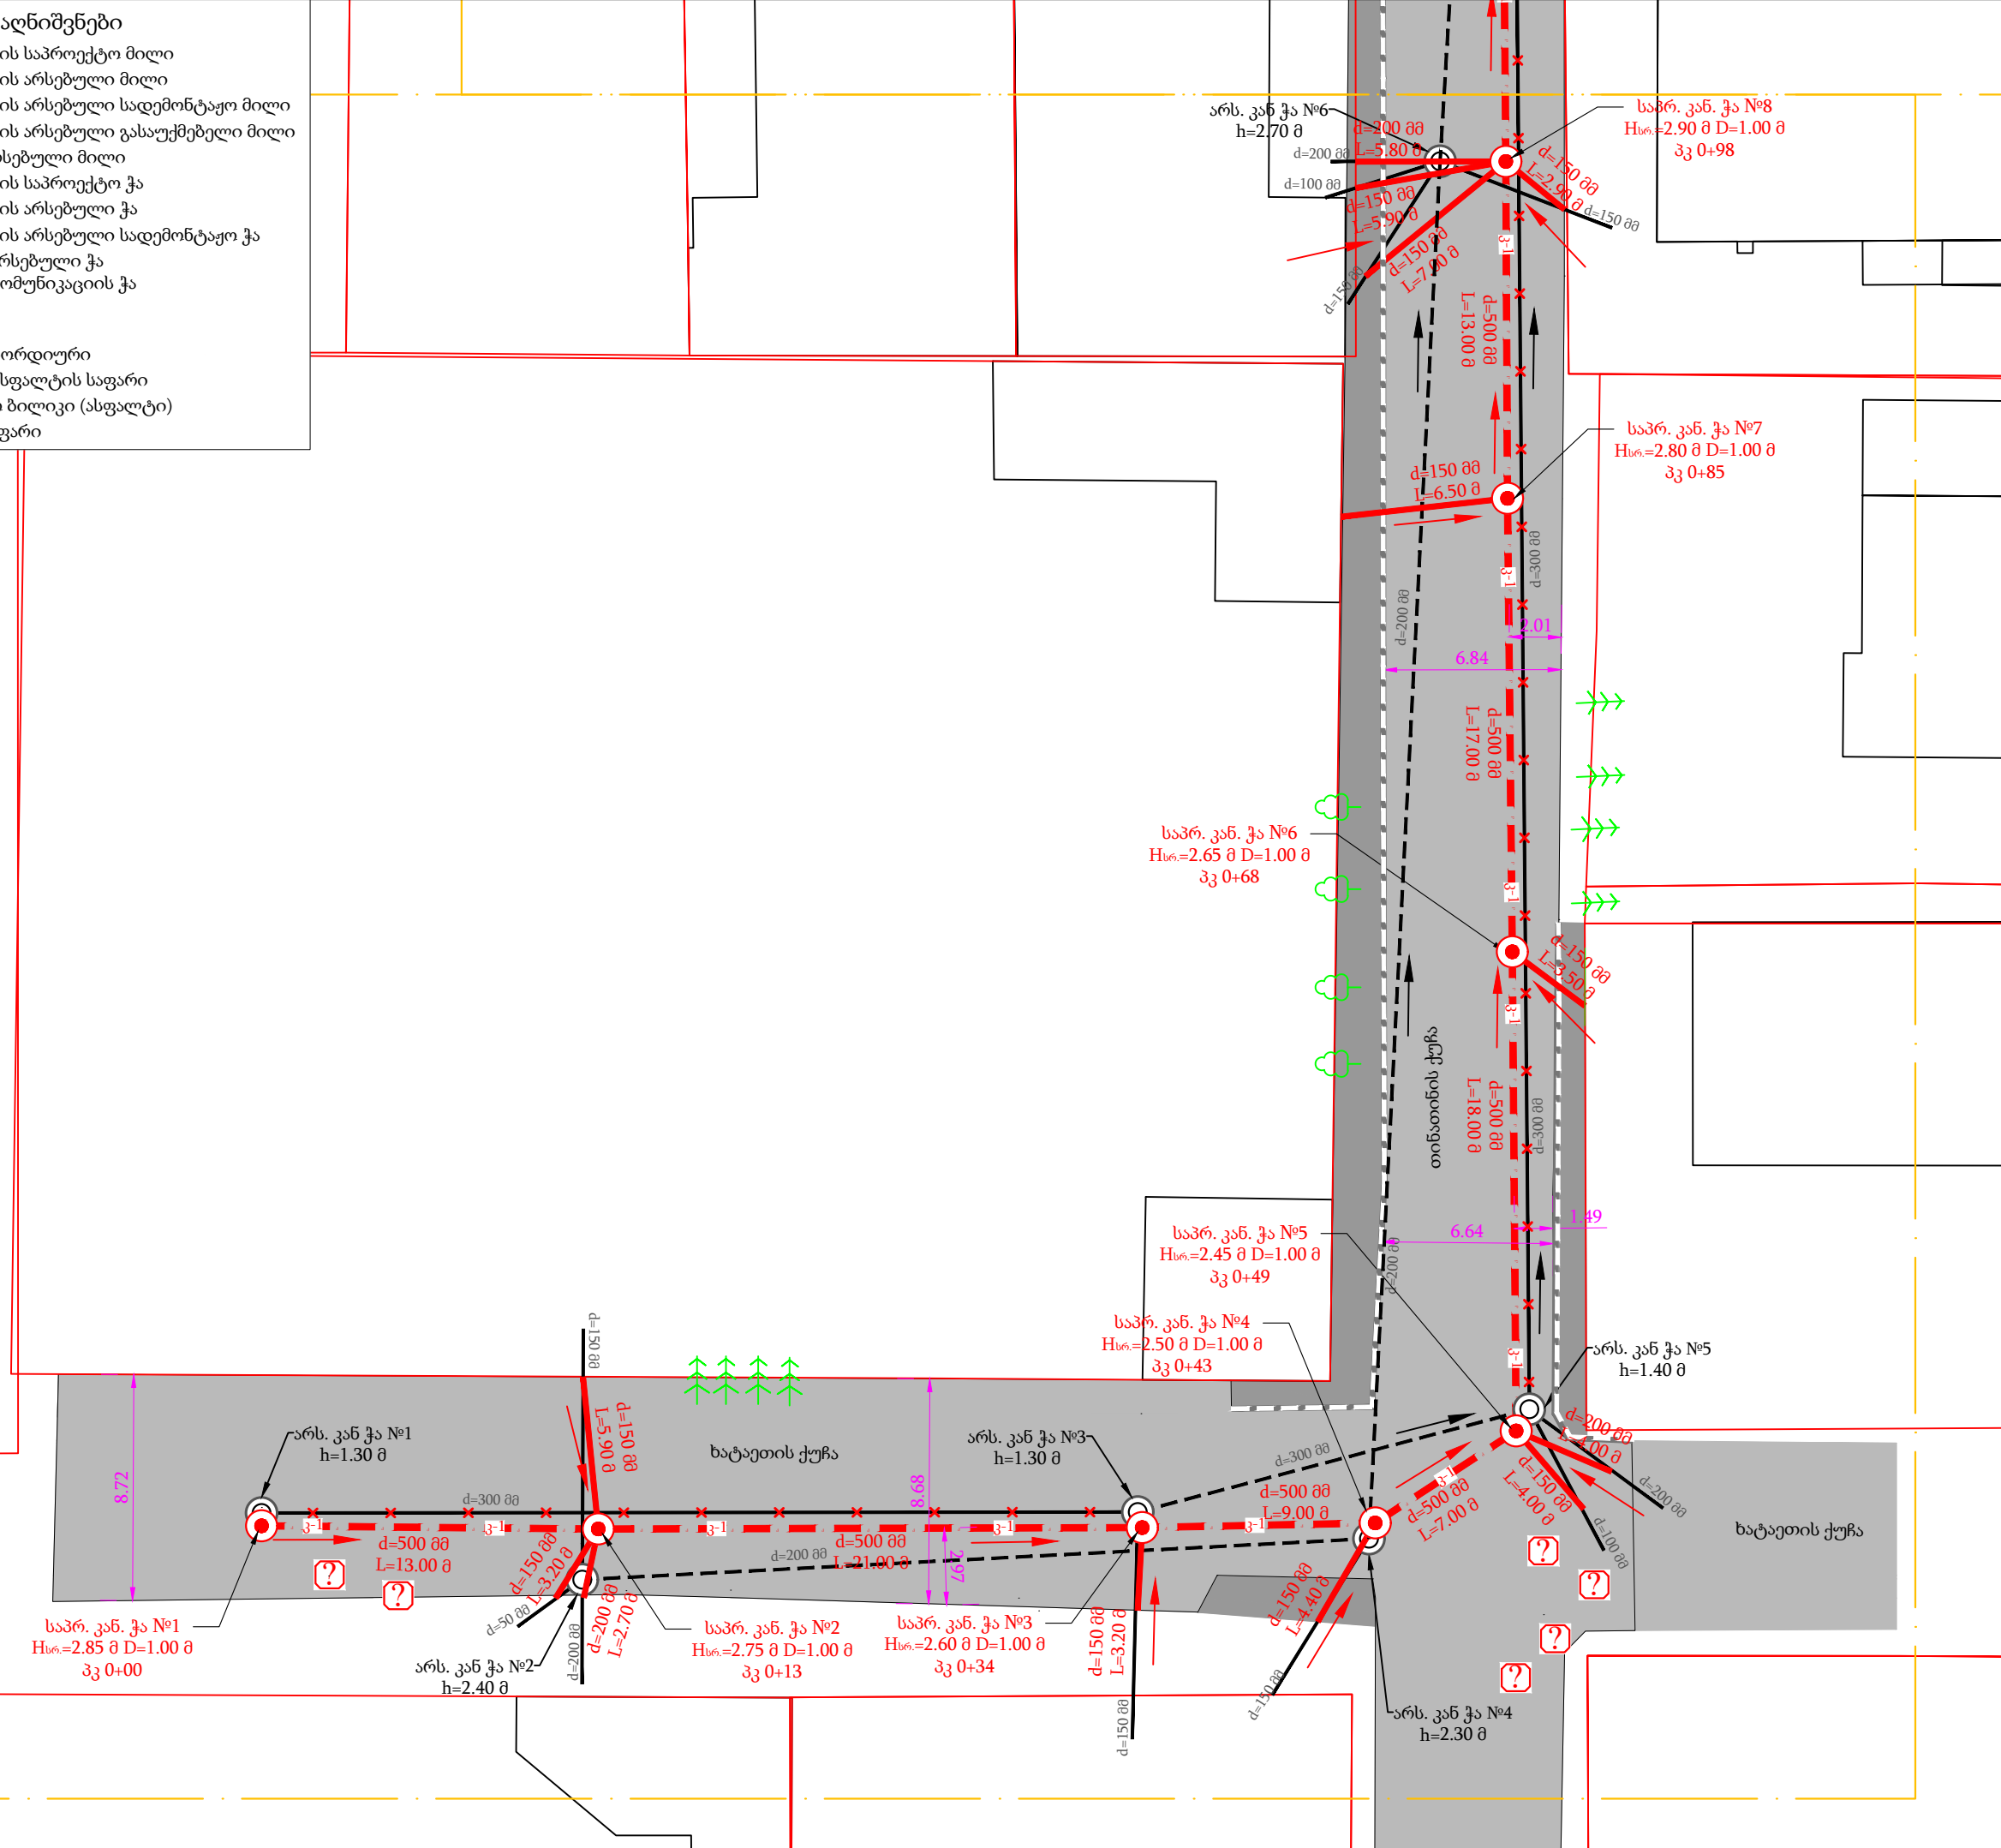 აღნიშვნები
ის საპროექტო მილი
ის არსებული მილი
ის არსებული სადემონტაჟო მილი
ის არსებული გასაუქმებელი მილი
სებული მილი
ის საპროექტო ჭა
ის არსებული ჭა
ის არსებული სადემონტაჟო ჭა
რსებული ჭა
ომუნიკაციის ჭა
ორდიური
სფალტის საფარი
ბილიკი (ასფალტი)
ფარი
არს. კან ჭა №6
h=2.70 მ
d=200 მმ
L=5.80 მ
d=200 მმ
d=100 მმ
d=150 მმ
L=5.90 მ
d=150 მმ
L=7.00 მ
d=150 მმ
საპრ. კან. ჭა №8
Hსრ.=2.90 მ D=1.00 მ
პკ 0+98
d=150 მმ
L=2.90 მ
d=150 მმ
კ-1
d=500 მმ
L=13.00 მ
საპრ. კან. ჭა №7
Hსრ.=2.80 მ D=1.00 მ
პკ 0+85
d=150 მმ
L=6.50 მ
d=300 მმ
კ-1
d=200 მმ
2.01
6.84
d=500 მმ
L=17.00 მ
საპრ. კან. ჭა №6
Hსრ.=2.65 მ D=1.00 მ
პკ 0+68
კ-1
d=150 მმ
L=3.50 მ
კ-1
თინათინის ქუჩა
d=500 მმ
L=18.00 მ
d=300 მმ
1.49
6.64
d=200 მმ
საპრ. კან. ჭა №5
Hსრ.=2.45 მ D=1.00 მ
პკ 0+49
საპრ. კან. ჭა №4
Hსრ.=2.50 მ D=1.00 მ
პკ 0+43
კ-1
არს. კან ჭა №5
h=1.40 მ
d=150 მმ
d=150 მმ
L=5.90 მ
არს. კან ჭა №1
h=1.30 მ
ხატაეთის ქუჩა
არს. კან ჭა №3
h=1.30 მ
d=300 მმ
d=200 მმ
L=4.00 მ
d=150 მმ
L=4.00 მ
d=200 მმ
d=100 მმ
8.72
8.68
d=300 მმ
კ-1
კ-1
კ-1
კ-1
კ-1
კ-1
d=500 მმ
L=13.00 მ
d=500 მმ
L=21.00 მ
d=500 მმ
L=9.00 მ
d=500 მმ
L=7.00 მ
ხატაეთის ქუჩა
d=200 მმ
2.97
d=150 მმ
L=3.20 მ
d=50 მმ
d=200 მმ
d=200 მმ
L=2.70 მ
d=150 მმ
L=3.20 მ
d=150 მმ
d=150 მმ
L=4.40 მ
d=150 მმ
?
?
?
?
?
?
საპრ. კან. ჭა №1
Hსრ.=2.85 მ D=1.00 მ
პკ 0+00
არს. კან ჭა №2
h=2.40 მ
საპრ. კან. ჭა №2
Hსრ.=2.75 მ D=1.00 მ
პკ 0+13
საპრ. კან. ჭა №3
Hსრ.=2.60 მ D=1.00 მ
პკ 0+34
არს. კან ჭა №4
h=2.30 მ